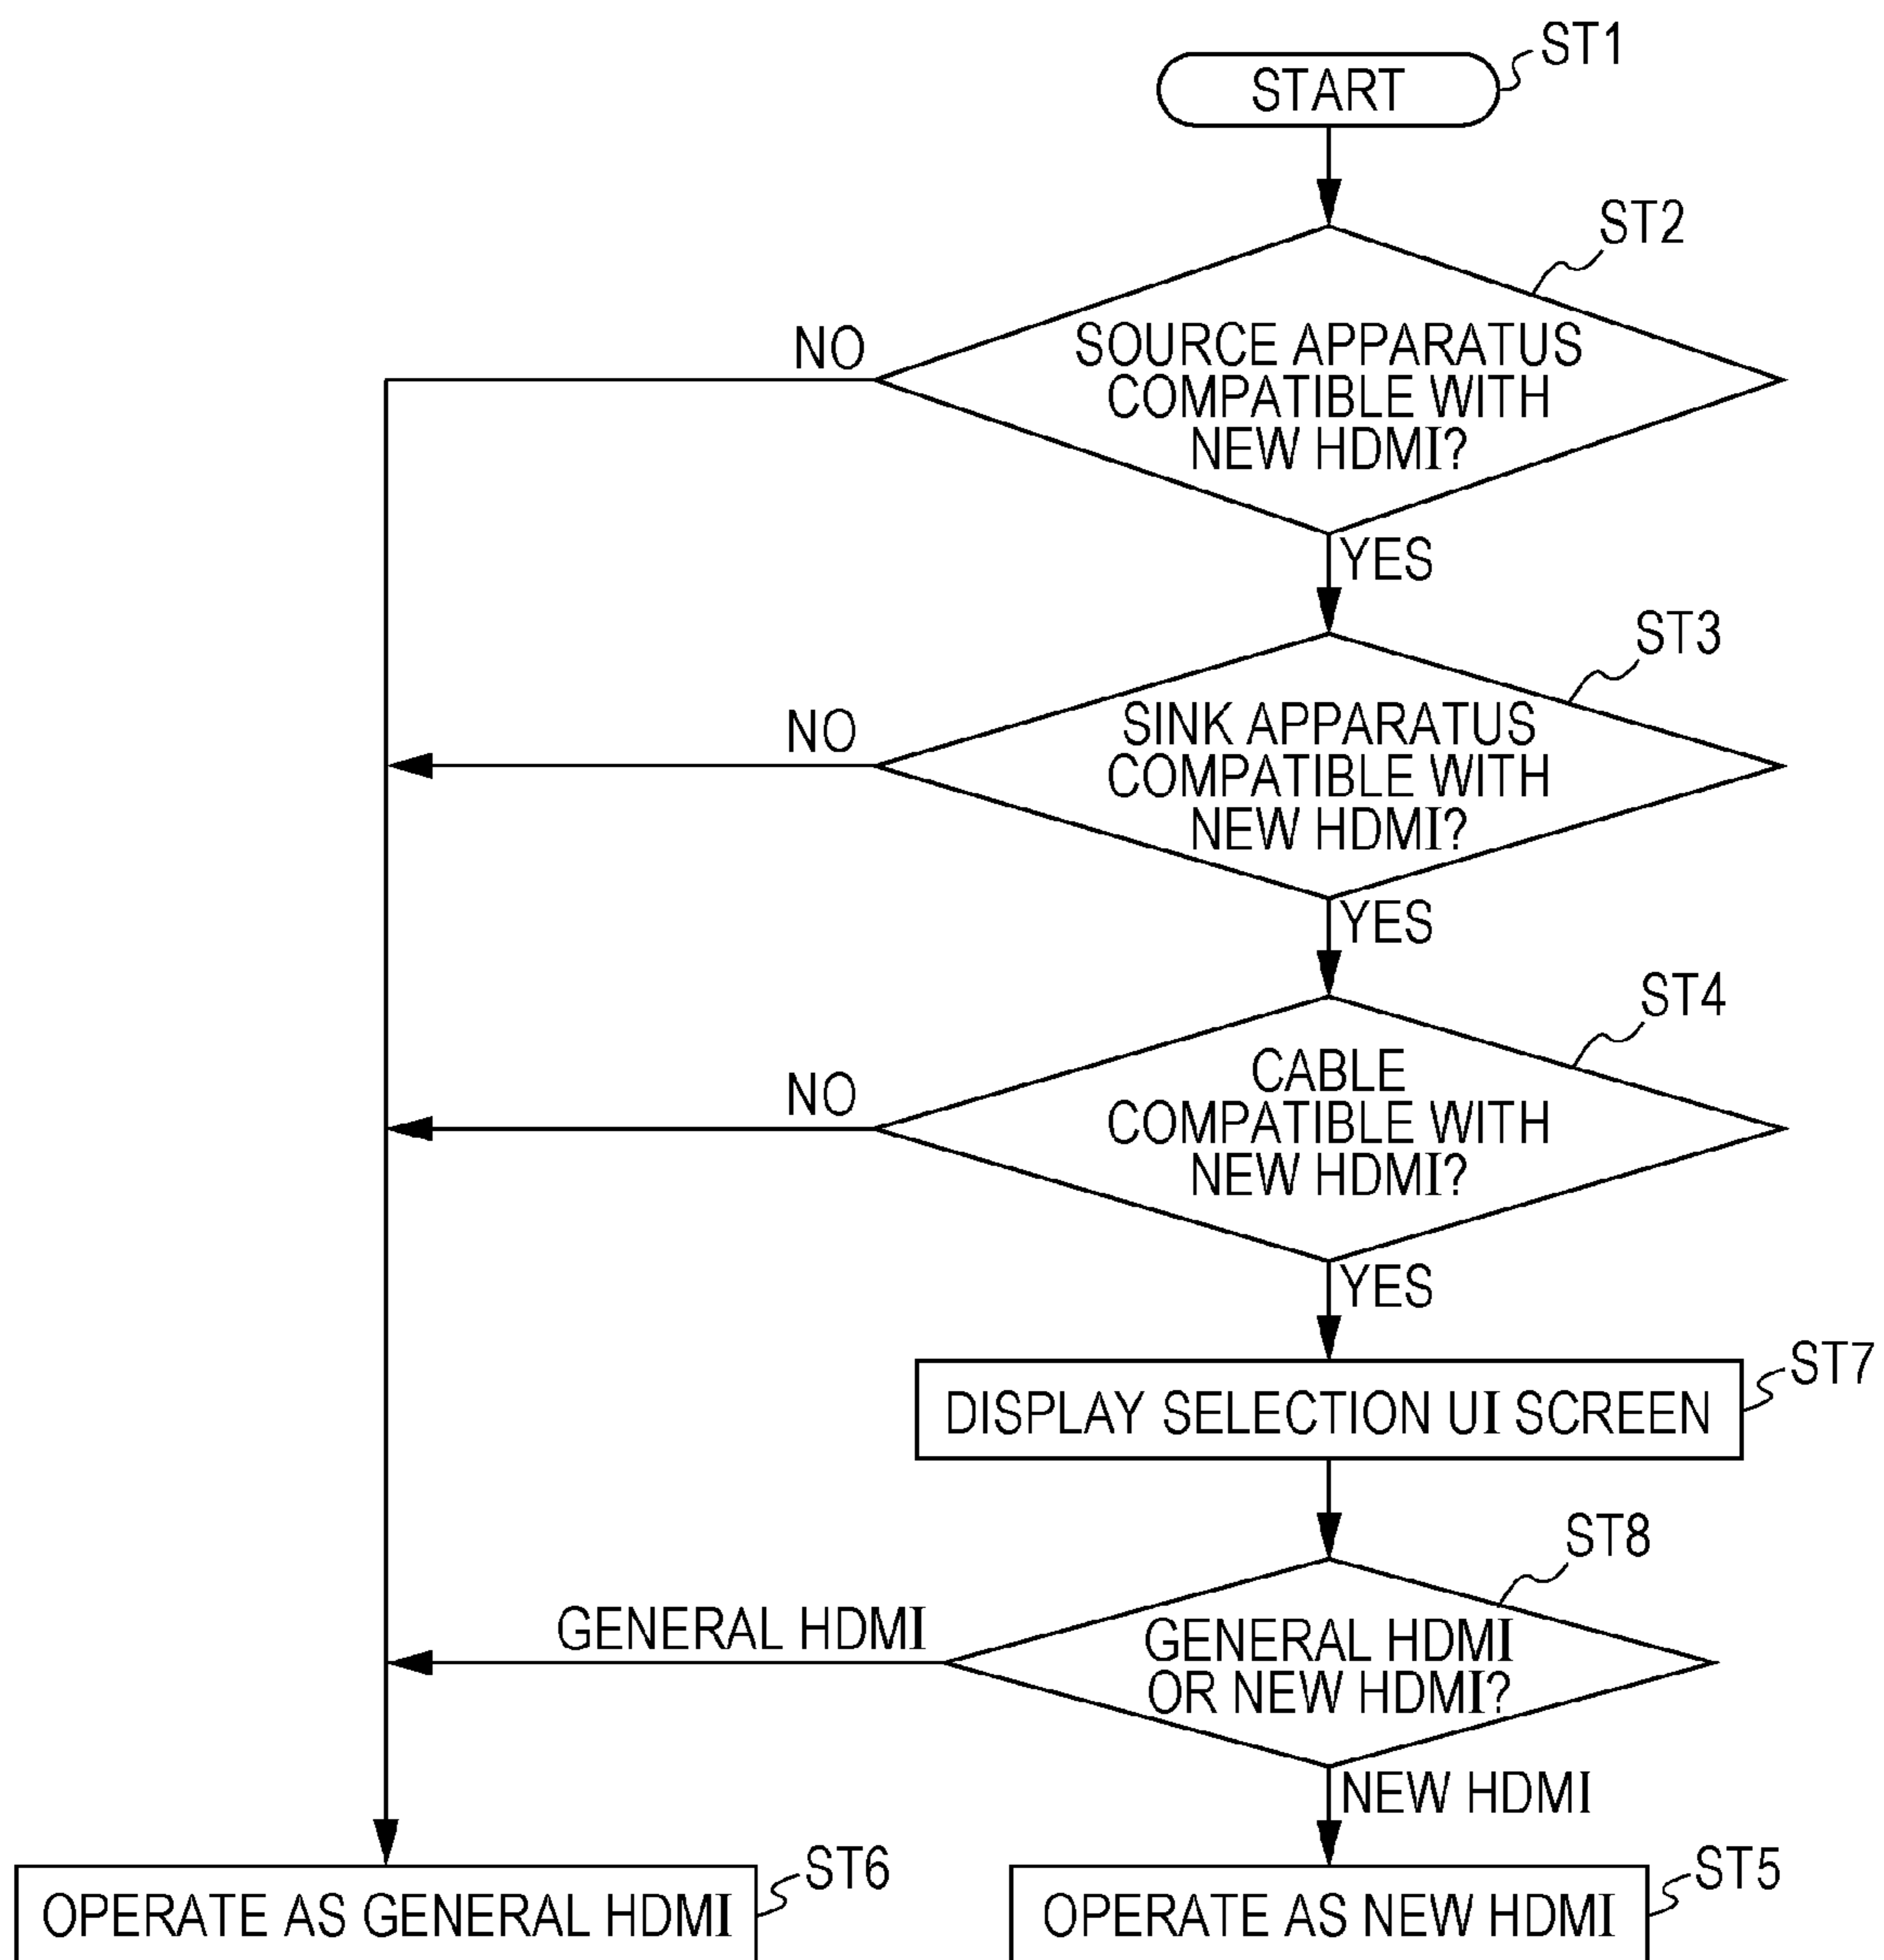 START
ST1
ST2
SOURCE APPARATUS
COMPATIBLE WITH
NEW HDMI?
NO
YES
ST3
SINK APPARATUS
COMPATIBLE WITH
NEW HDMI?
NO
YES
ST4
CABLE
COMPATIBLE WITH
NEW HDMI?
NO
YES
ST7
DISPLAY SELECTION UI SCREEN
ST8
GENERAL HDMI
OR NEW HDMI?
GENERAL HDMI
NEW HDMI
ST6
OPERATE AS GENERAL HDMI
ST5
OPERATE AS NEW HDMI